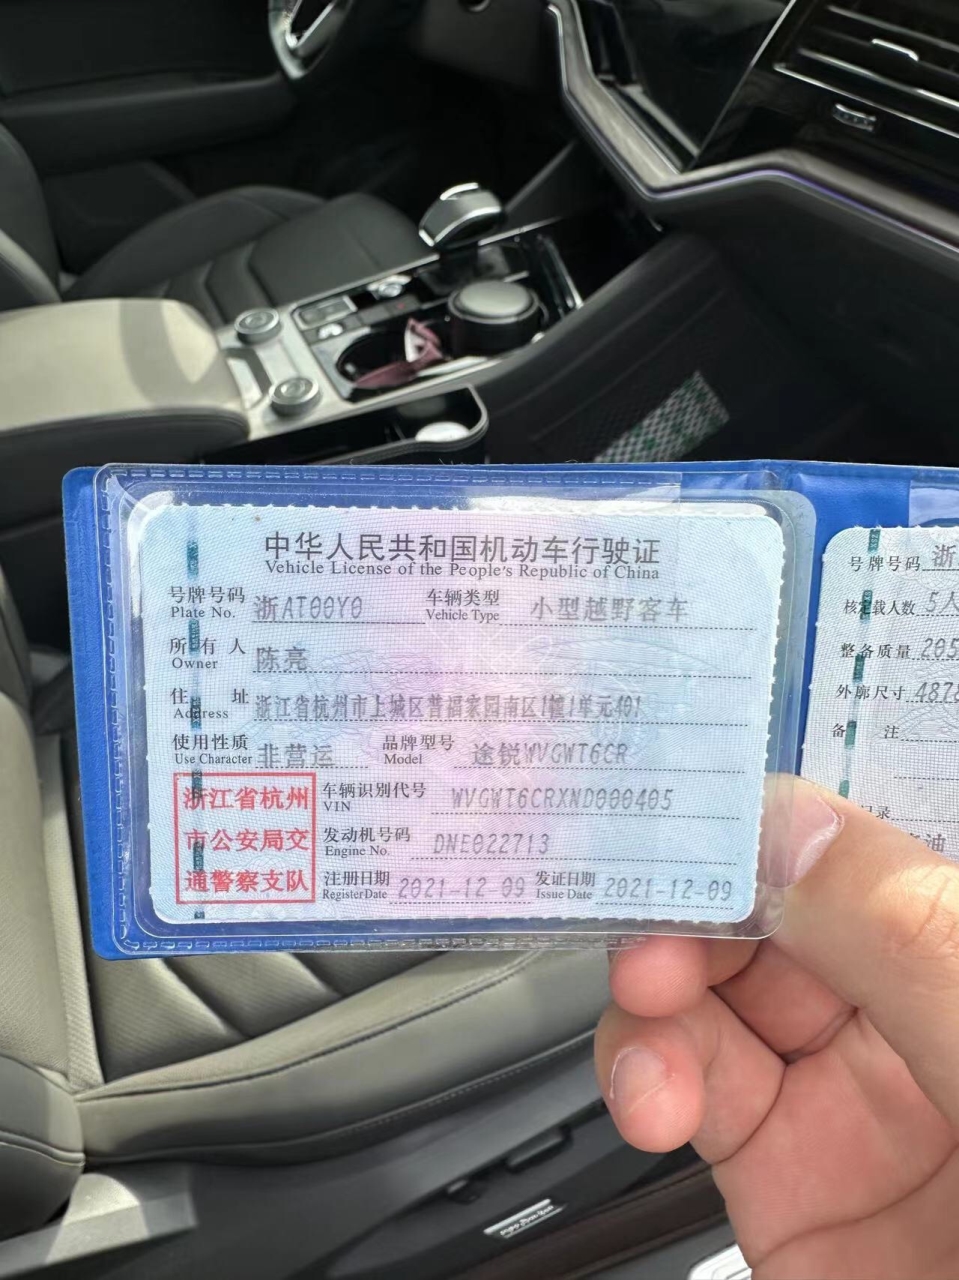 中华人民共和国机动车行驶证
Vehicle License of the People's Republic of China
号牌号码 浙AT00Y0 车辆类型 小型越野客车
Plate No. Vehicle Type
所有人 陈亮
Owner
住址 浙江省杭州市上城区普福家园南区1幢1单元401
Address
使用性质 非营运 品牌型号 途锐WVGWT6CR
Use Character Model
浙江省杭州
市公安局交
通警察支队
车辆识别代号 WVGWT6CRXND000405
VIN
发动机号码 DNE022713
Engine No.
注册日期 2021-12-09 发证日期 2021-12-09
Register Date Issue Date
号牌号码 浙
核定载人数 5人
整备质量 205
外廓尺寸 4878
备注
录
油